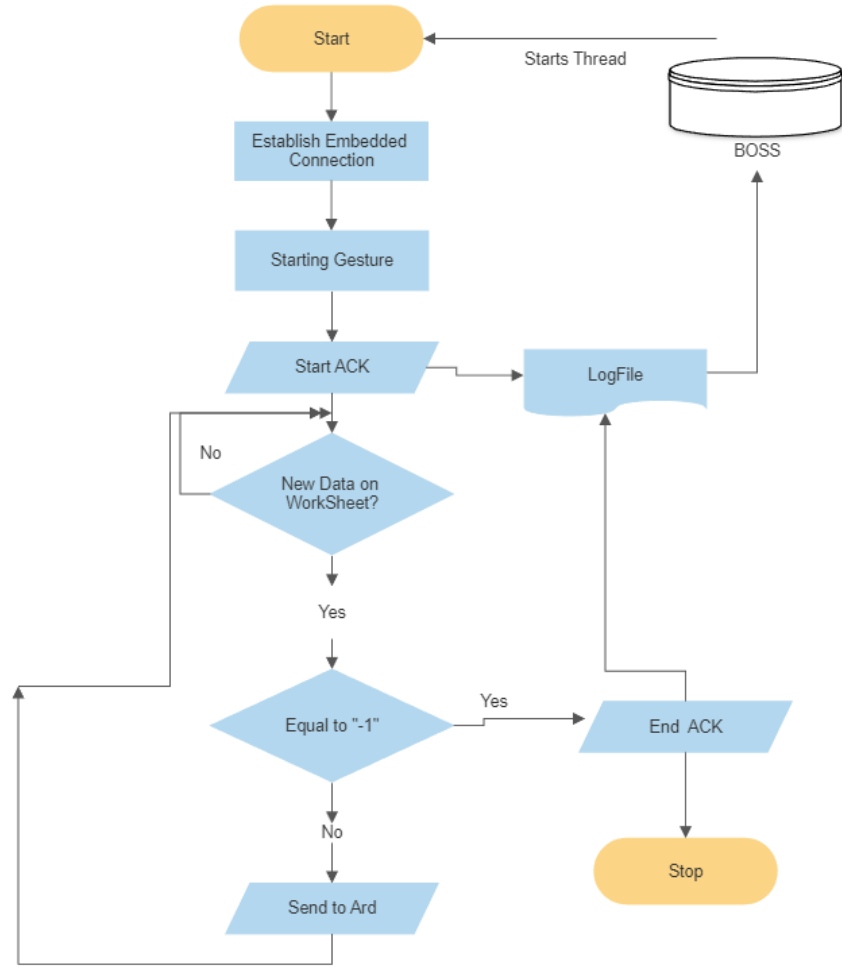 Start
Starts Thread
BOSS
Establish Embedded
Connection
Starting Gesture
Start ACK
LogFile
No
New Data on
WorkSheet?
Yes
Equal to "-1"
Yes
End ACK
No
Stop
Send to Ard